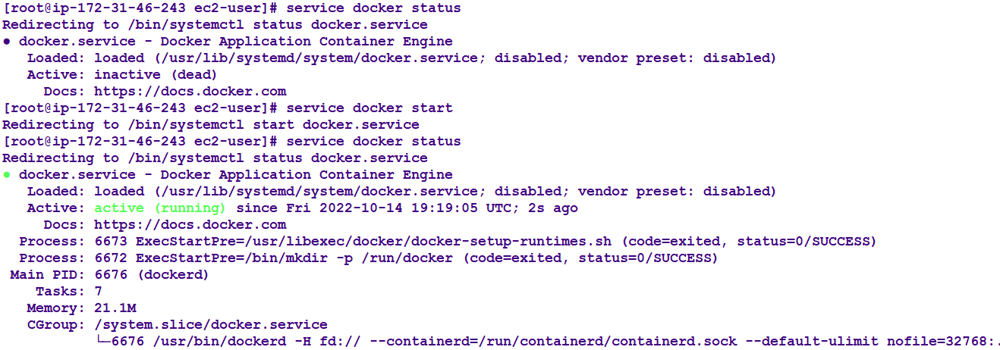 [root@ip-172-31-46-243 ec2-user]# service docker status
Redirecting to /bin/systemctl status docker.service
● docker.service - Docker Application Container Engine
   Loaded: loaded (/usr/lib/systemd/system/docker.service; disabled; vendor preset: disabled)
   Active: inactive (dead)
     Docs: https://docs.docker.com
[root@ip-172-31-46-243 ec2-user]# service docker start
Redirecting to /bin/systemctl start docker.service
[root@ip-172-31-46-243 ec2-user]# service docker status
Redirecting to /bin/systemctl status docker.service
● docker.service - Docker Application Container Engine
   Loaded: loaded (/usr/lib/systemd/system/docker.service; disabled; vendor preset: disabled)
   Active: active (running) since Fri 2022-10-14 19:19:05 UTC; 2s ago
     Docs: https://docs.docker.com
  Process: 6673 ExecStartPre=/usr/libexec/docker/docker-setup-runtimes.sh (code=exited, status=0/SUCCESS)
  Process: 6672 ExecStartPre=/bin/mkdir -p /run/docker (code=exited, status=0/SUCCESS)
 Main PID: 6676 (dockerd)
    Tasks: 7
   Memory: 21.1M
   CGroup: /system.slice/docker.service
           └─6676 /usr/bin/dockerd -H fd:// --containerd=/run/containerd/containerd.sock --default-ulimit nofile=32768:.